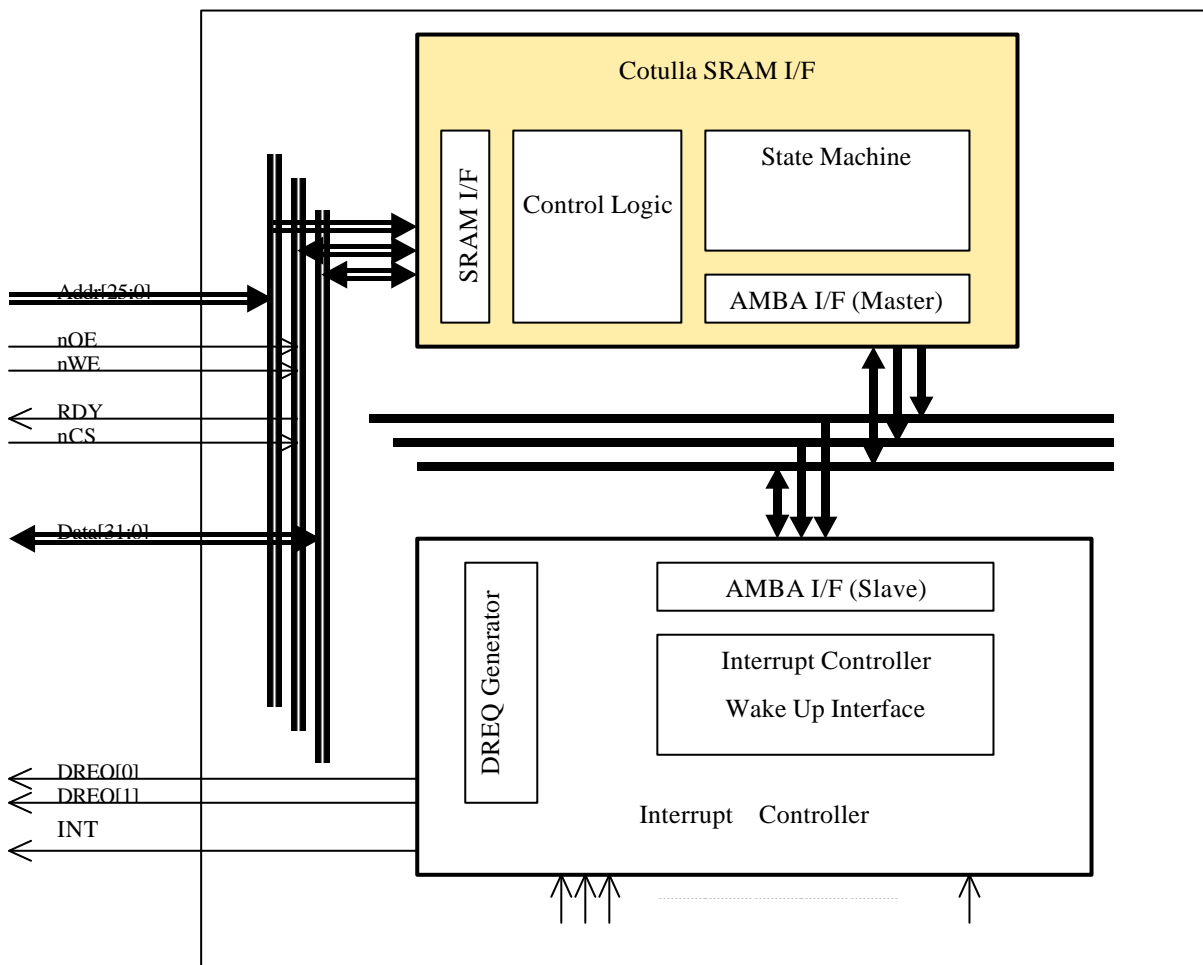 Cotulla SRAM I/F
SRAM I/F
Control Logic
State Machine
AMBA I/F (Master)
Addr[25:0]
nOE
nWE
RDY
nCS
Data[31:0]
AMBA I/F (Slave)
DREQ Generator
Interrupt Controller
Wake Up Interface
DREQ[0]
DREQ[1]
INT
Interrupt Controller